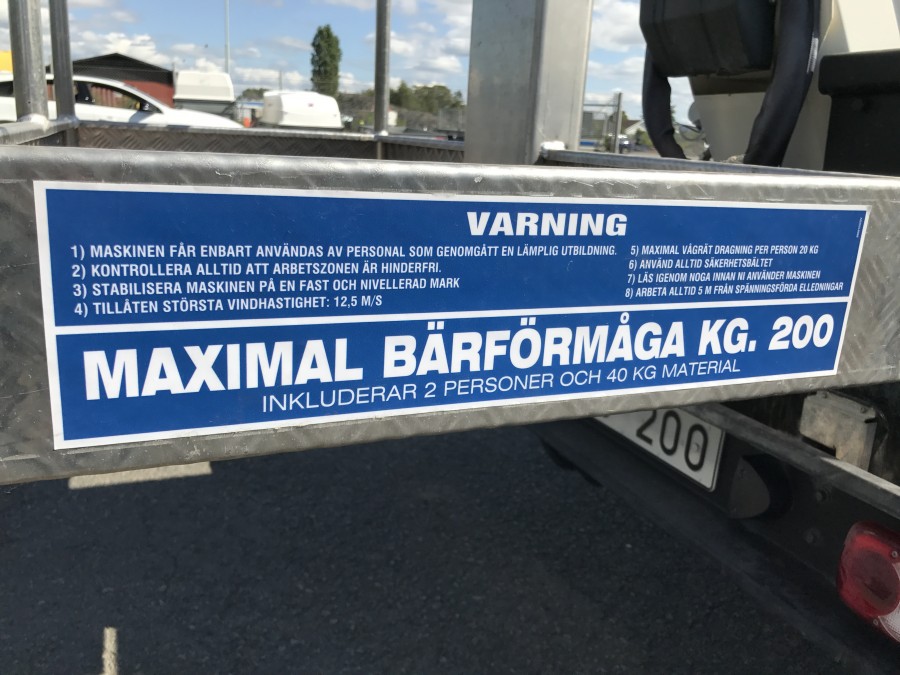 VARNING
1) MASKINEN FÅR ENBART ANVÄNDAS AV PERSONAL SOM GENOMGÅTT EN LÄMPLIG UTBILDNING.
2) KONTROLLERA ALLTID ATT ARBETSZONEN ÄR HINDERFRI.
3) STABILISERA MASKINEN PÅ EN FAST OCH NIVELLERAD MARK
4) TILLÅTEN STÖRSTA VINDHASTIGHET: 12,5 M/S
5) MAXIMAL VÅGRÄT DRAGNING PER PERSON 20 KG
6) ANVÄND ALLTID SÄKERHETSBÄLTET
7) LÄS IGENOM NOGA INNAN NI ANVÄNDER MASKINEN
8) ARBETA ALLTID 5 M FRÅN SPÄNNINGSFÖRDA ELLEDNINGAR
MAXIMAL BÄRFÖRMÅGA KG. 200
INKLUDERAR 2 PERSONER OCH 40 KG MATERIAL
200